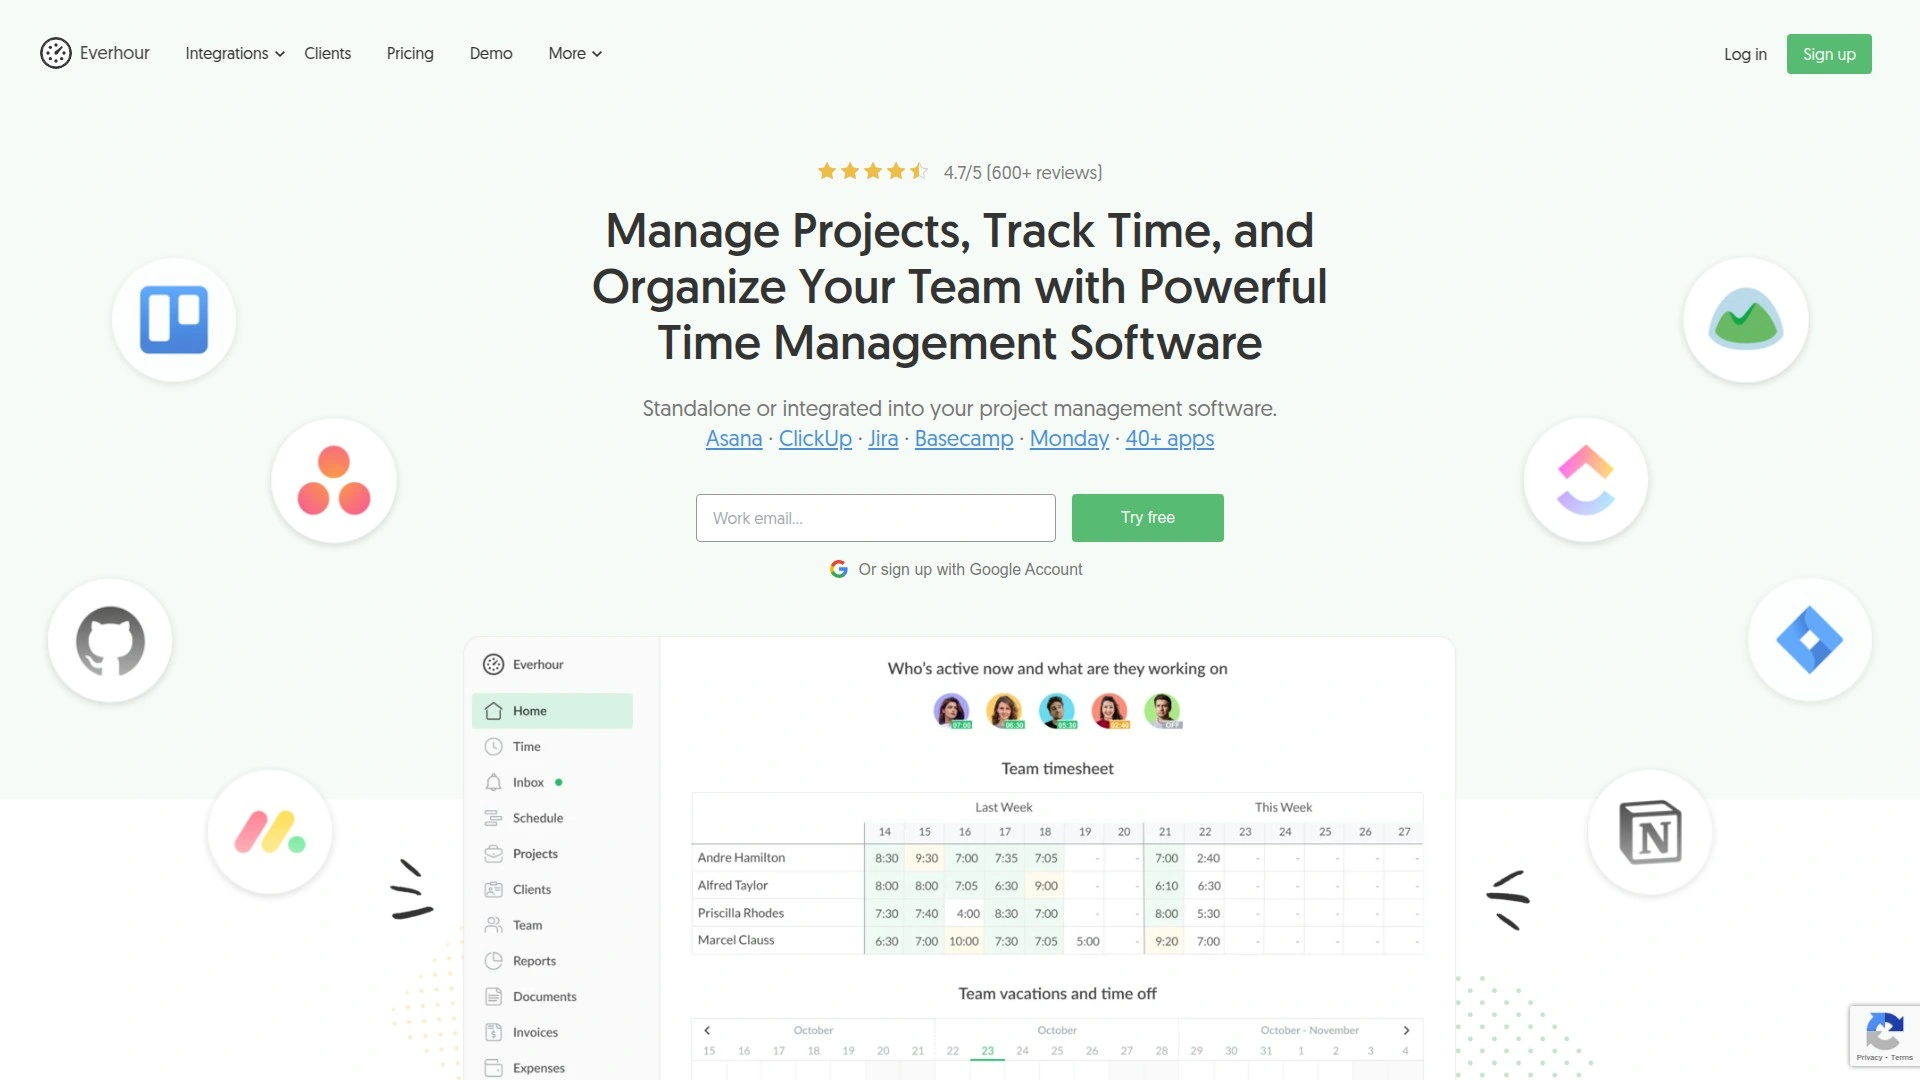 Everhour
Integrations
Clients
Pricing
Demo
More
Log in
Sign up
4.7/5 (600+ reviews)
Manage Projects, Track Time, and
Organize Your Team with Powerful
Time Management Software
Standalone or integrated into your project management software.
Asana · ClickUp · Jira · Basecamp · Monday · 40+ apps
Work email...
Try free
Or sign up with Google Account
Everhour
Home
Time
Inbox
Schedule
Projects
Clients
Team
Reports
Documents
Invoices
Expenses
Who's active now and what are they working on
07:00 06:30 05:30 02:40 OFF
Team timesheet
Last Week This Week
14 15 16 17 18 19 20 21 22 23 24 25 26 27
Andre Hamilton 8:30 9:30 7:00 7:35 7:05 - - 7:00 2:40 - - - - -
Alfred Taylor 8:00 8:00 7:05 6:30 9:00 - - 6:10 6:30 - - - - -
Priscilla Rhodes 7:30 7:40 4:00 8:30 7:00 - - 8:00 5:30 - - - - -
Marcel Clauss 6:30 7:00 10:00 7:30 7:05 5:00 - 9:20 7:00 - - - - -
Team vacations and time off
October October October - November
15 16 17 18 19 20 21 22 23 24 25 26 27 28 29 30 31 1 2 3 4
N
Privacy - Terms